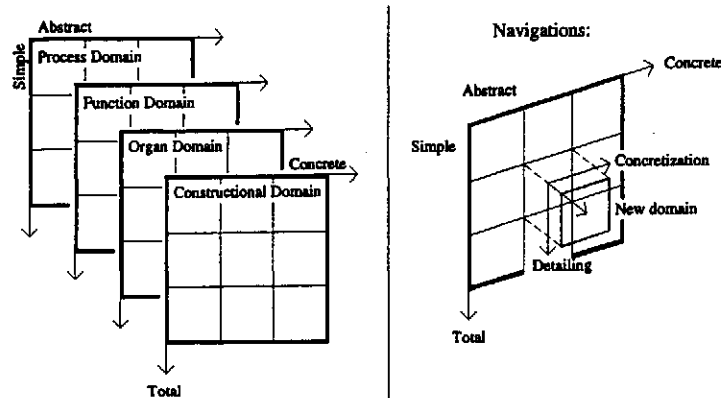 Abstract
Simple
Process Domain
Function Domain
Organ Domain
Concrete
Constructional Domain
Total
Navigations:
Concrete
Abstract
Simple
Concretization
New domain
Detailing
Total